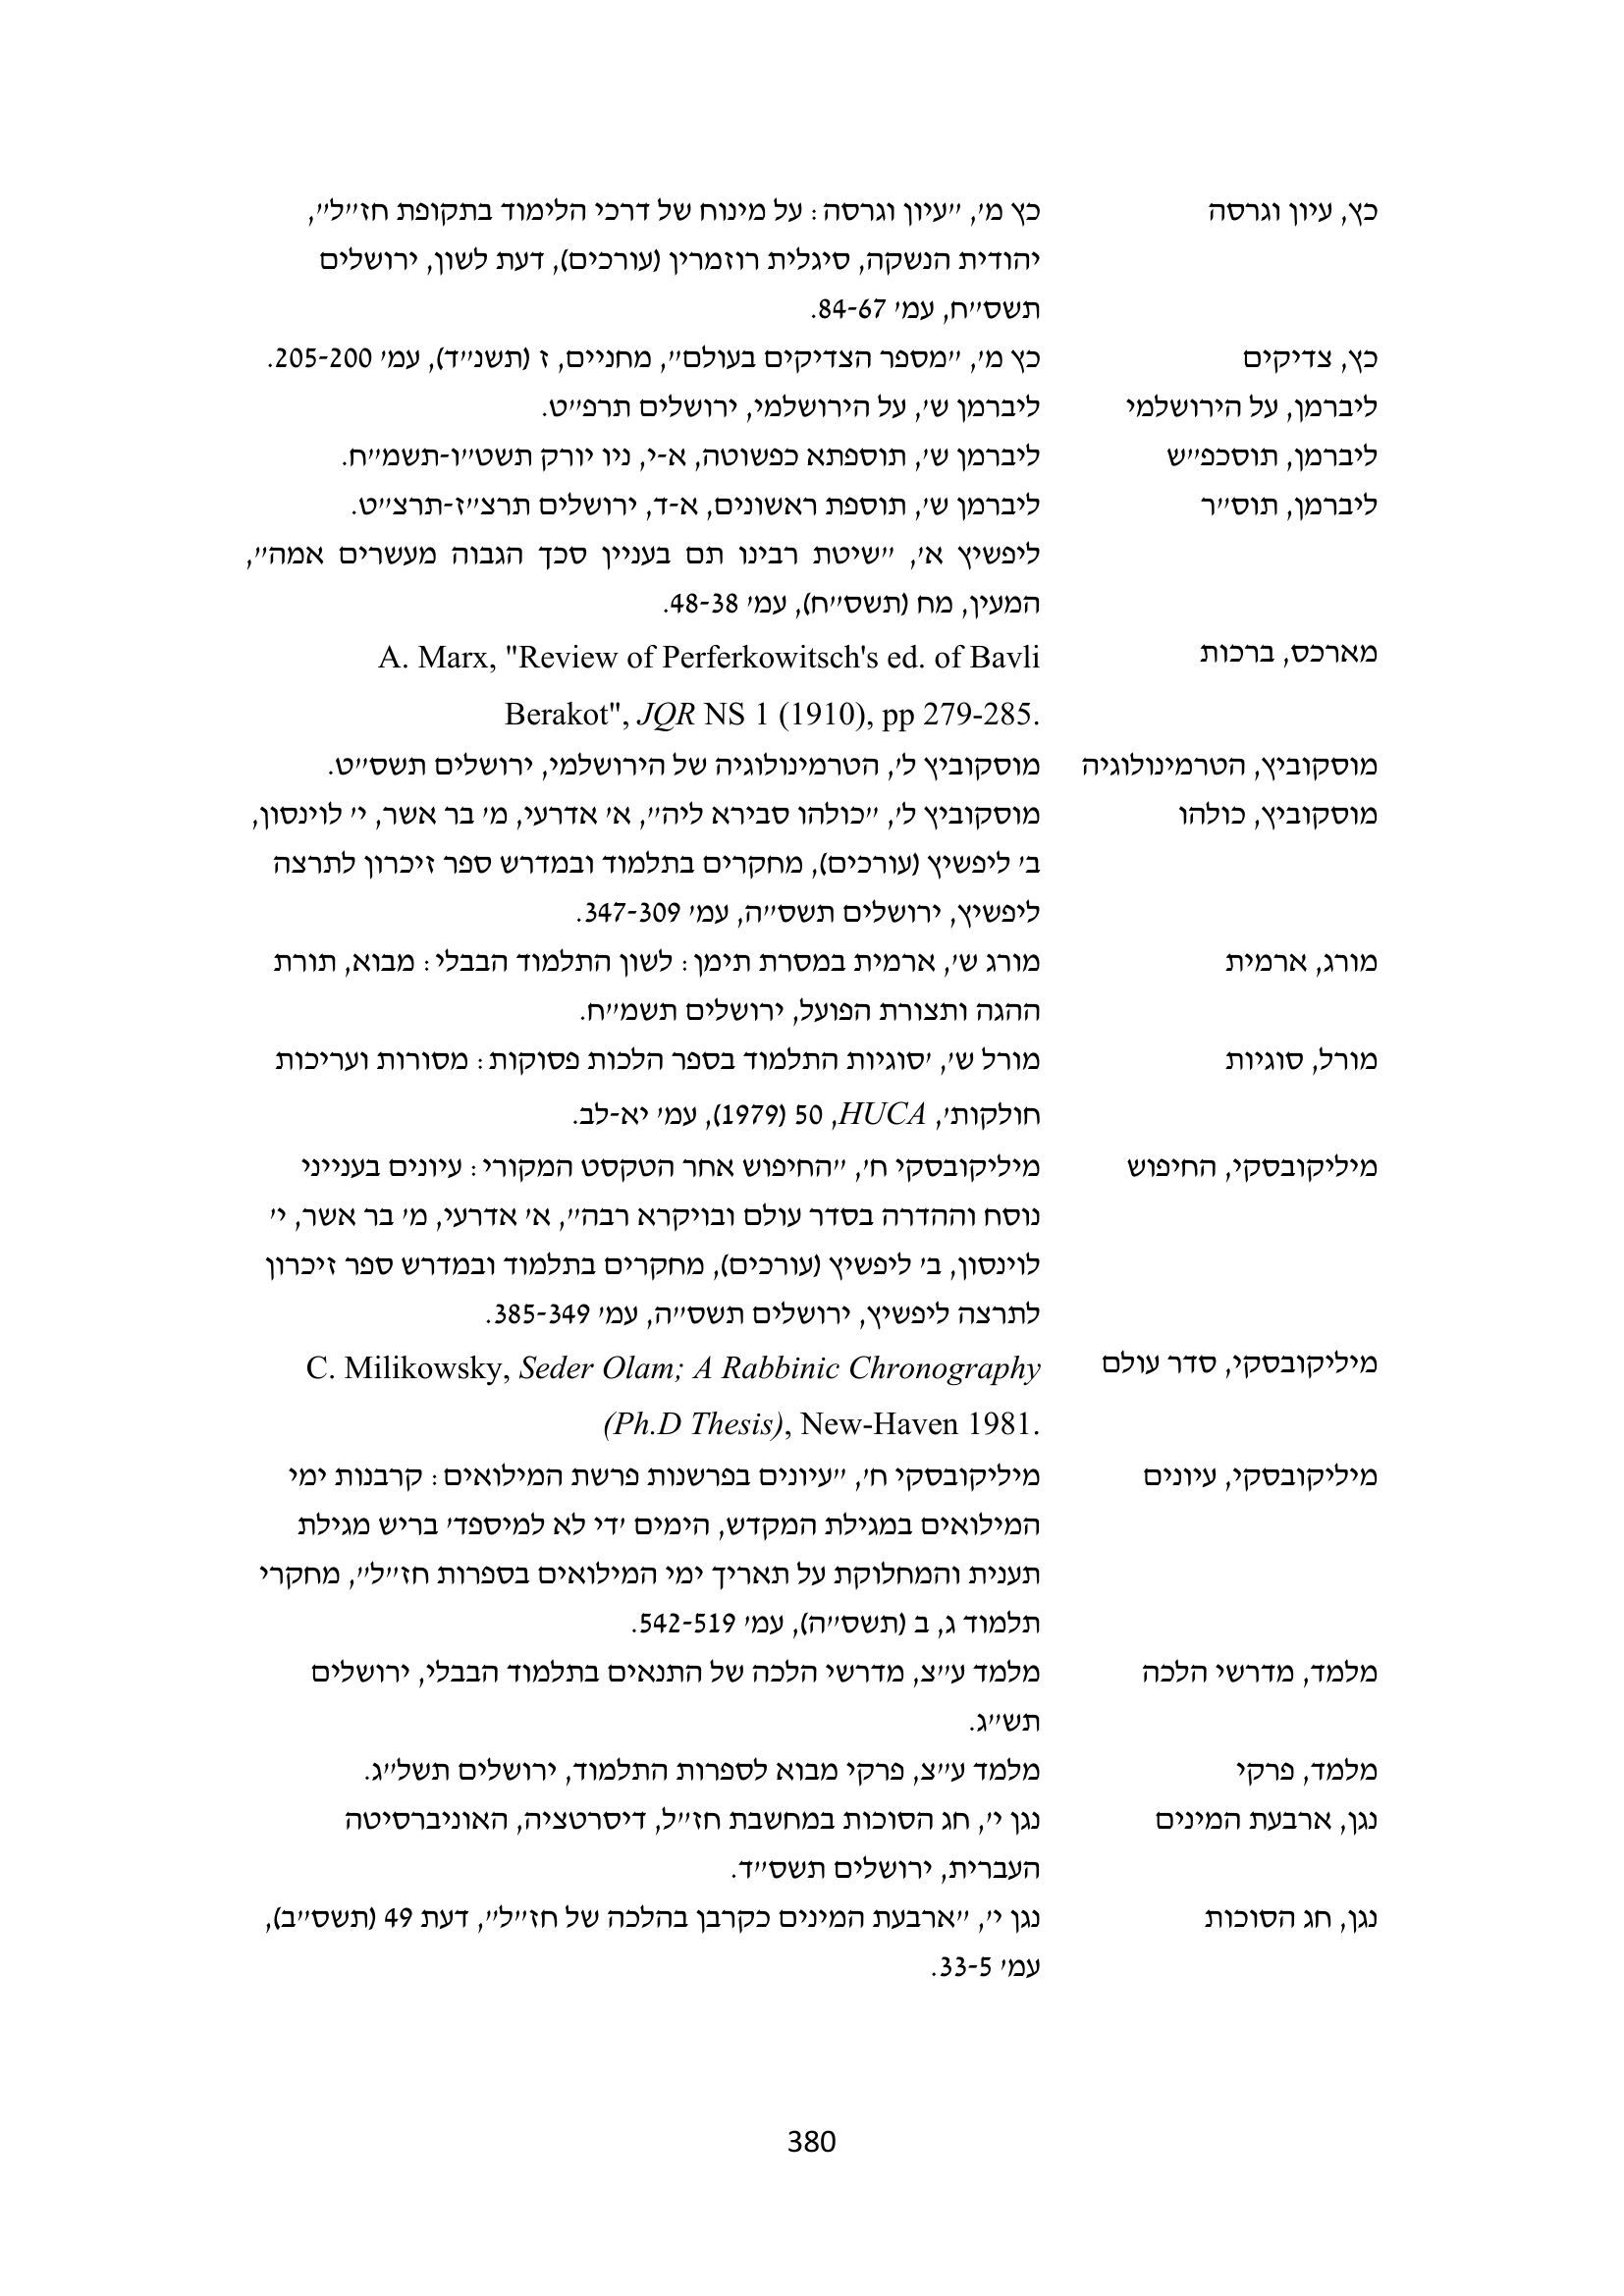 כץ, עיון וגרסה כץ מ', "עיון וגרסה: על מינוח של דרכי הלימוד בתקופת חז"ל",
יהודית הנשקה, סיגלית רוזמרין (עורכים), דעת לשון, ירושלים
תשס"ח, עמ' 84-67.
כץ, צדיקים כץ מ', "מספר הצדיקים בעולם", מחניים, ז (תשנ"ד), עמ' 205-200.
ליברמן, על הירושלמי ליברמן ש', על הירושלמי, ירושלים תרפ"ט.
ליברמן, תוסכפ"ש ליברמן ש', תוספתא כפשוטה, א-י, ניו יורק תשט"ו-תשמ"ח.
ליברמן, תוס"ר ליברמן ש', תוספת ראשונים, א-ד, ירושלים תרצ"ז-תרצ"ט.
ליפשיץ א', "שיטת רבינו תם בעניין סכך הגבוה מעשרים אמה",
המעין, מח (תשס"ח), עמ' 48-38.
מארכס, ברכות A. Marx, "Review of Perferkowitsch's ed. of Bavli
Berakot", JQR NS 1 (1910), pp 279-285.
מוסקוביץ, הטרמינולוגיה מוסקוביץ ל', הטרמינולוגיה של הירושלמי, ירושלים תשס"ט.
מוסקוביץ, כולהו מוסקוביץ ל', "כולהו סבירא ליה", א' אדרעי, מ' בר אשר, י' לוינסון,
ב' ליפשיץ (עורכים), מחקרים בתלמוד ובמדרש ספר זיכרון לתרצה
ליפשיץ, ירושלים תשס"ה, עמ' 347-309.
מורג, ארמית מורג ש', ארמית במסרת תימן: לשון התלמוד הבבלי: מבוא, תורת
ההגה ותצורת הפועל, ירושלים תשמ"ח.
מורל, סוגיות מורל ש', 'סוגיות התלמוד בספר הלכות פסוקות: מסורות ועריכות
חולקות', HUCA, 50 (1979), עמ' יא-לב.
מיליקובסקי, החיפוש מיליקובסקי ח', "החיפוש אחר הטקסט המקורי: עיונים בענייני
נוסח וההדרה בסדר עולם ובויקרא רבה", א' אדרעי, מ' בר אשר, י'
לוינסון, ב' ליפשיץ (עורכים), מחקרים בתלמוד ובמדרש ספר זיכרון
לתרצה ליפשיץ, ירושלים תשס"ה, עמ' 385-349.
מיליקובסקי, סדר עולם C. Milikowsky, Seder Olam; A Rabbinic Chronography
(Ph.D Thesis), New-Haven 1981.
מיליקובסקי, עיונים מיליקובסקי ח', "עיונים בפרשנות פרשת המילואים: קרבנות ימי
המילואים במגילת המקדש, הימים 'די לא למיספד' בריש מגילת
תענית והמחלוקת על תאריך ימי המילואים בספרות חז"ל", מחקרי
תלמוד ג, ב (תשס"ה), עמ' 542-519.
מלמד, מדרשי הלכה מלמד ע"צ, מדרשי הלכה של התנאים בתלמוד הבבלי, ירושלים
תש"ג.
מלמד, פרקי מלמד ע"צ, פרקי מבוא לספרות התלמוד, ירושלים תשל"ג.
נגן, ארבעת המינים נגן י', חג הסוכות במחשבת חז"ל, דיסרטציה, האוניברסיטה
העברית, ירושלים תשס"ד.
נגן, חג הסוכות נגן י', "ארבעת המינים כקרבן בהלכה של חז"ל", דעת 49 (תשס"ב),
עמ' 33-5.
380